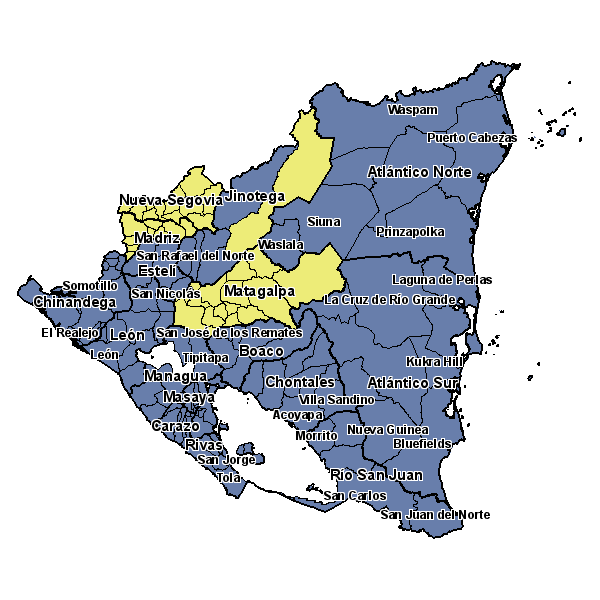 Waspam
Puerto Cabezas
Atlántico Norte
Nueva Segovia
Jinotega
Siuna
Prinzapolka
Madriz
Waslala
San Rafael del Norte
Estelí
Laguna de Perlas
Somotillo
San Nicolás
Matagalpa
La Cruz de Río Grande
Chinandega
El Realejo
León
San José de los Remates
León
Tipitapa
Boaco
Kukra Hill
Managua
Chontales
Atlántico Sur
Masaya
Villa Sandino
Acoyapa
Carazo
Morrito
Nueva Guinea
Rivas
Bluefields
San Jorge
Tola
Río San Juan
San Carlos
San Juan del Norte